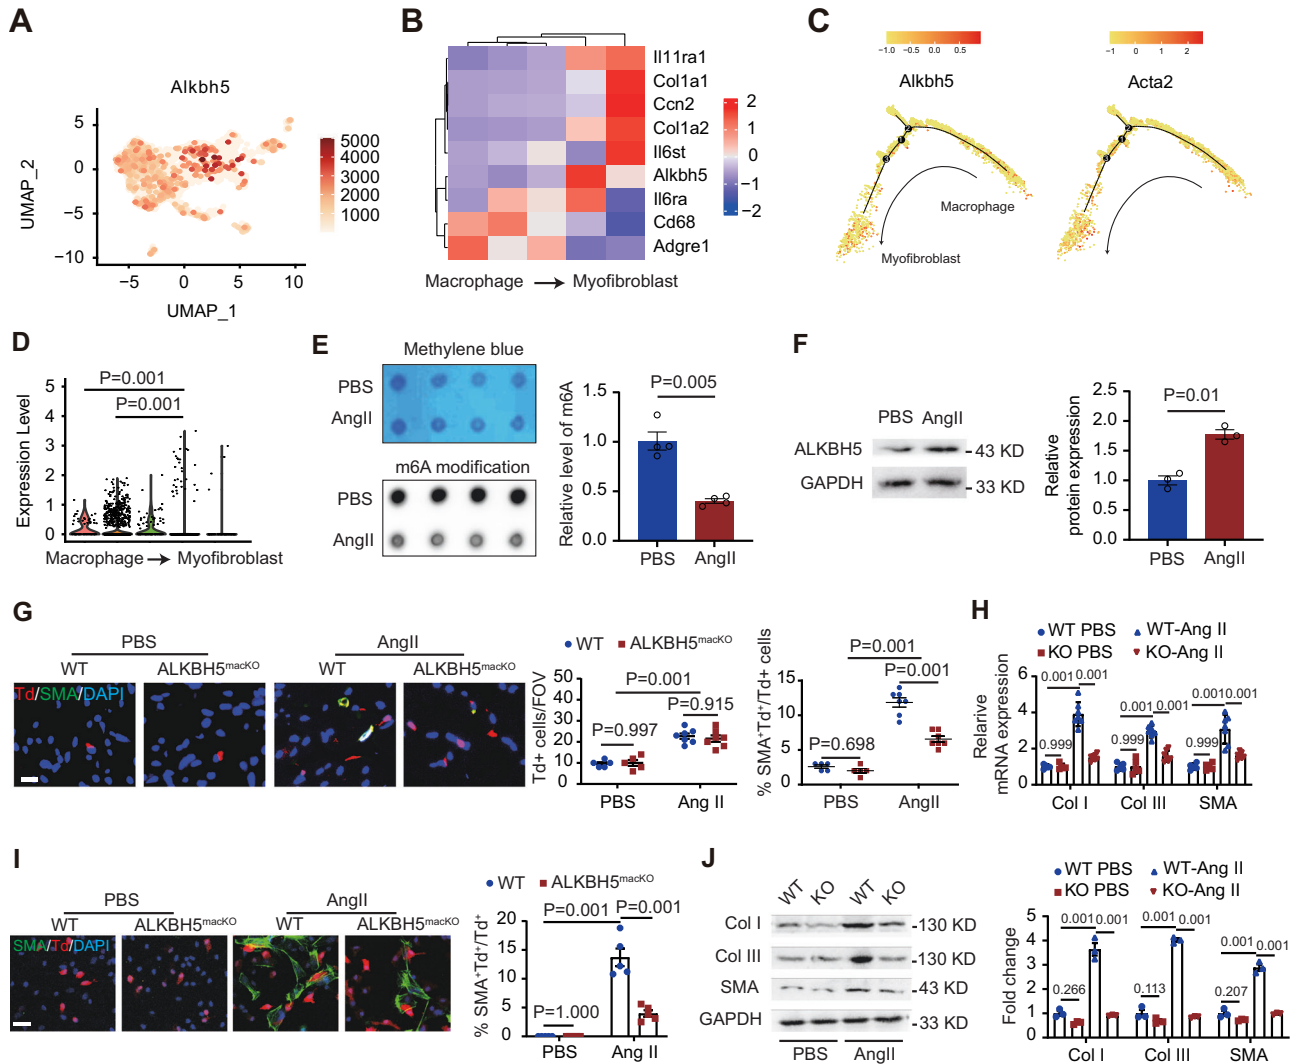 A
Alkbh5
5
0
−5
−10
UMAP_2
−5
0
5
10
UMAP_1
5000
4000
3000
2000
1000
B
Il11ra1
Col1a1
Ccn2
Col1a2
Il6st
Alkbh5
Il6ra
Cd68
Adgre1
2
1
0
−1
−2
Macrophage → Myofibroblast
C
−1.0 −0.5 0.0 0.5
Alkbh5
2
1
3
Macrophage
Myofibroblast
−1 0 1 2
Acta2
2
1
3
D
Expression Level
5
4
3
2
1
0
P=0.001
P=0.001
Macrophage → Myofibroblast
E
Methylene blue
PBS
AngII
m6A modification
PBS
AngII
Relative level of m6A
1.5
1.0
0.5
0.0
P=0.005
PBS
AngII
F
PBS AngII
ALKBH5
43 KD
GAPDH
33 KD
Relative
protein expression
2.5
2.0
1.5
1.0
0.5
0.0
P=0.01
PBS
AngII
G
PBS
AngII
WT
ALKBH5macKO
WT
ALKBH5macKO
Td/SMA/DAPI
WT
ALKBH5macKO
Td+ cells/FOV
40
30
20
10
0
P=0.001
P=0.915
P=0.997
PBS
Ang II
% SMA+Td+/Td+ cells
15
10
5
0
P=0.001
P=0.001
P=0.698
PBS
AngII
H
WT PBS
WT-Ang II
KO PBS
KO-Ang II
Relarive
mRNA expression
6
4
2
0
0.001 0.001
0.999
0.001 0.001
0.999
0.001 0.001
0.999
Col I
Col III
SMA
I
PBS
AngII
WT
ALKBH5macKO
WT
ALKBH5macKO
SMA/Td/DAPI
WT
ALKBH5macKO
% SMA+Td+/Td+
20
15
10
5
0
P=0.001
P=0.001
P=1.000
PBS
Ang II
J
WT KO WT KO
Col I
130 KD
Col III
130 KD
SMA
43 KD
GAPDH
33 KD
PBS
AngII
WT PBS
WT-Ang II
KO PBS
KO-Ang II
Fold change
5
4
3
2
1
0
0.001 0.001
0.266
0.001 0.001
0.113
0.001 0.001
0.207
Col I
Col III
SMA